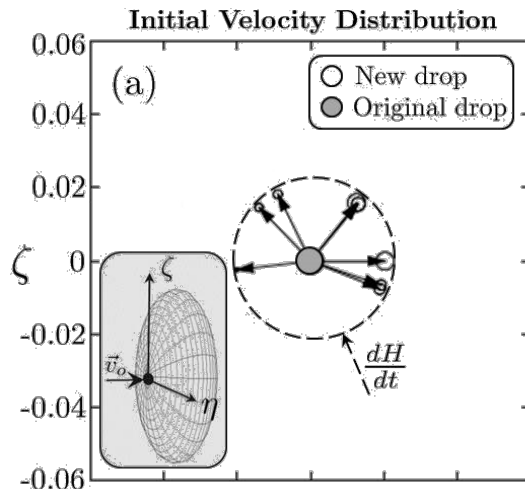 Initial Velocity Distribution
0.06
(a)
New drop
Original drop
0.04
0.02
ζ
0
-0.02
-0.04
-0.06
ζ
v⃗ₒ
η
dH
dt